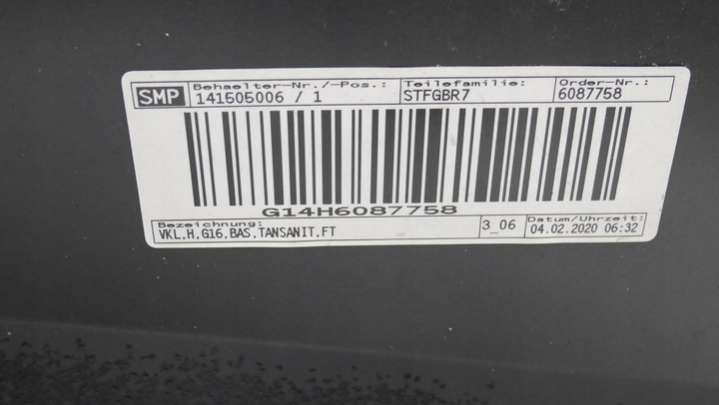 SMP
Behaelter-Nr./-Pos.: Teilefamilie: Order-Nr.:
141505006 / 1 STFGBR7 6087758
G14H6087758
Bezeichnung: 3_06 Datum/Uhrzeit:
VKL,H,G16,BAS,TANSANIT,FT 04.02.2020 06:32